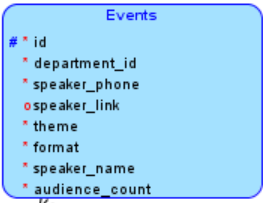 Events
# * id
* department_id
* speaker_phone
o speaker_link
* theme
* format
* speaker_name
* audience_count